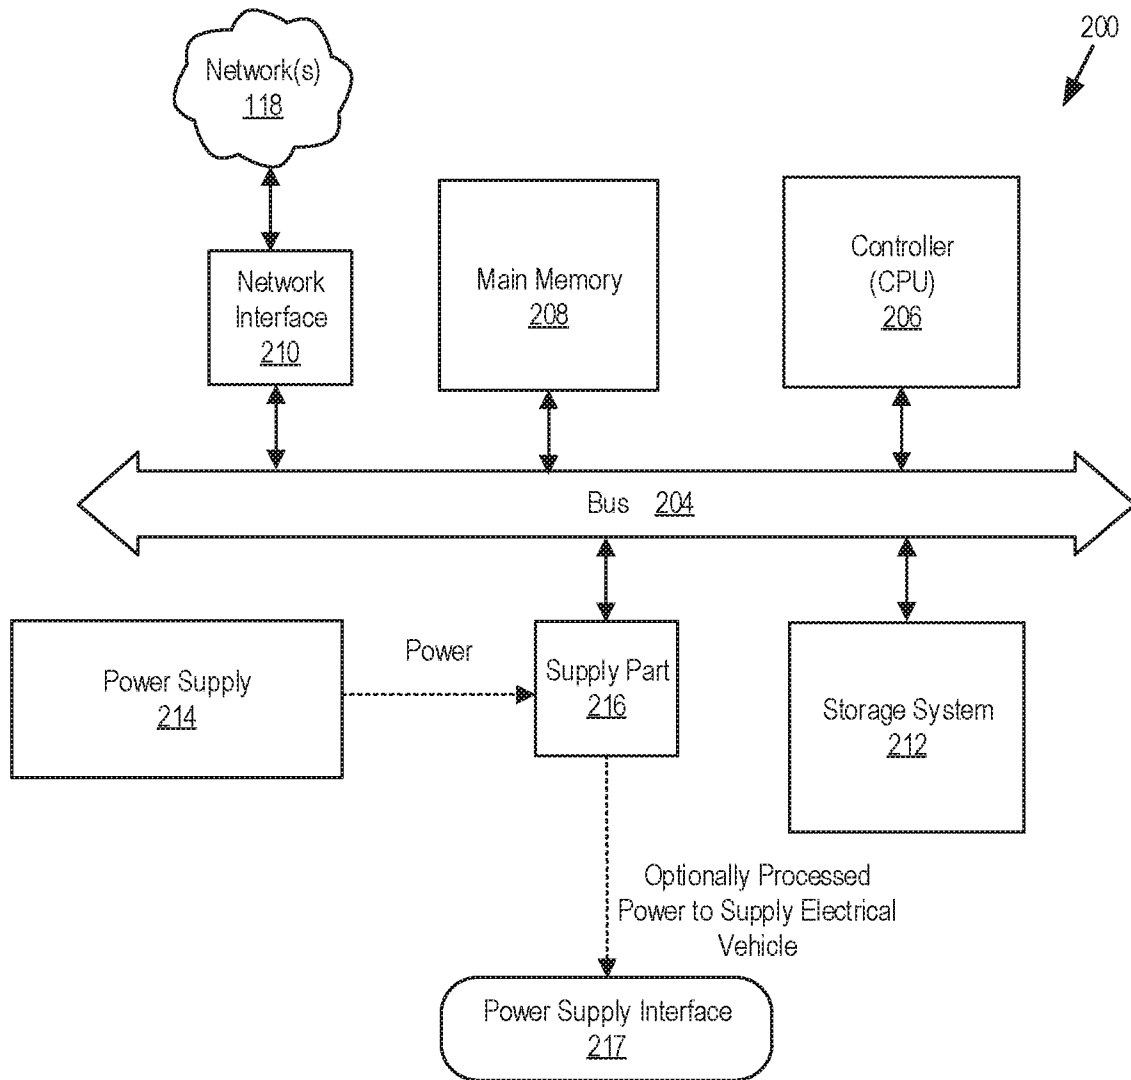 200
Network(s)
118
Network
Interface
210
Main Memory
208
Controller
(CPU)
206
Bus 204
Power Supply
214
Power
Supply Part
216
Storage System
212
Optionally Processed
Power to Supply Electrical
Vehicle
Power Supply Interface
217